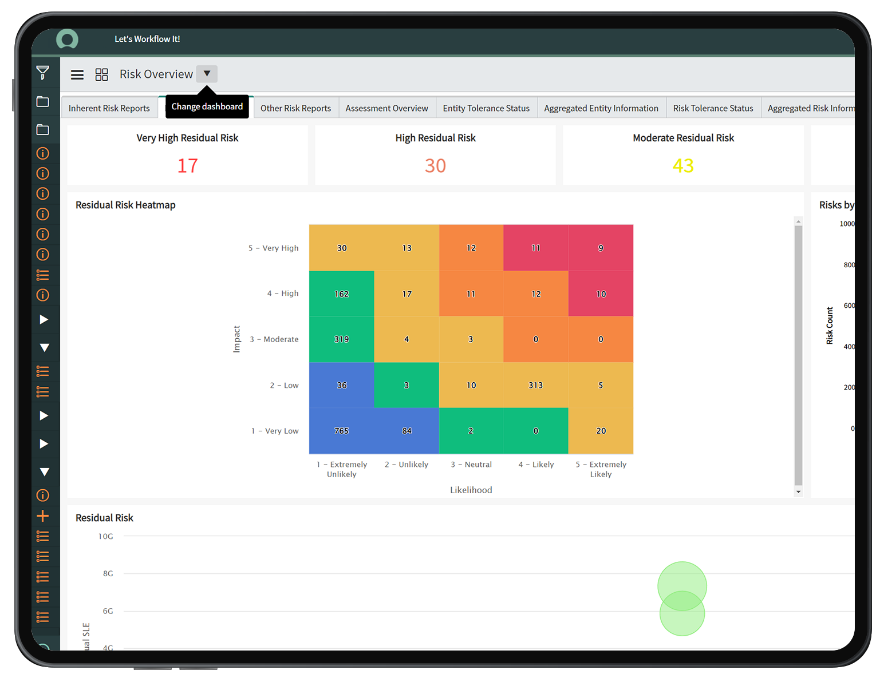 Let's Workflow It!
Risk Overview
Change dashboard
Inherent Risk Reports
Other Risk Reports
Assessment Overview
Entity Tolerance Status
Aggregated Entity Information
Risk Tolerance Status
Aggregated Risk Inform
Very High Residual Risk
17
High Residual Risk
30
Moderate Residual Risk
43
Residual Risk Heatmap
Impact
5 - Very High
30 13 12 11 9
4 - High
162 17 11 12 10
3 - Moderate
319 4 3 0 0
2 - Low
36 3 10 313 5
1 - Very Low
765 84 2 0 20
1 - Extremely
Unlikely
2 - Unlikely
3 - Neutral
4 - Likely
5 - Extremely
Likely
Likelihood
Risks by
Risk Count
1000
800
600
400
200
0
Residual Risk
10G
8G
6G
4G
ual SLE